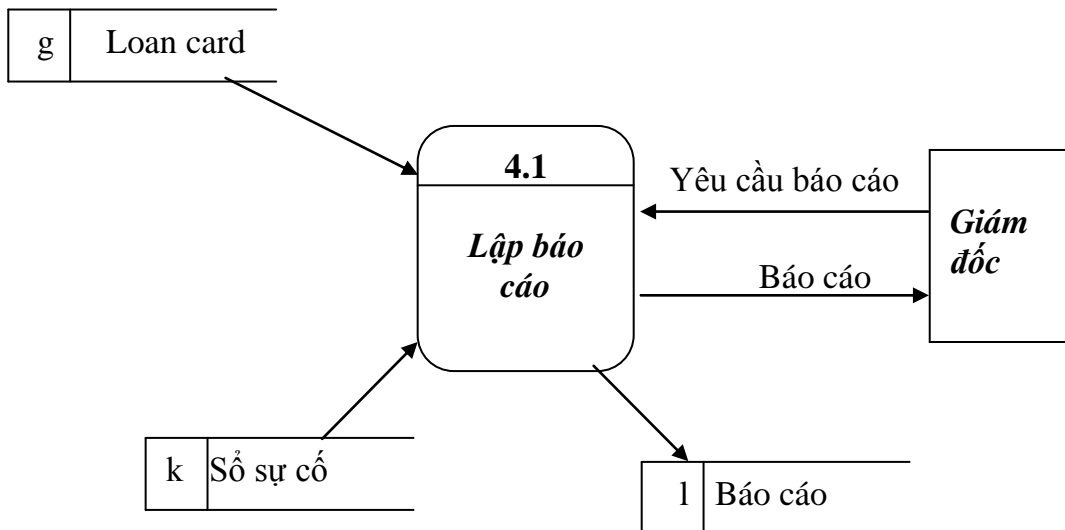 g Loan card
4.1
Lập báo
cáo
Yêu cầu báo cáo
Báo cáo
Giám
đốc
k Sổ sự cố
l Báo cáo